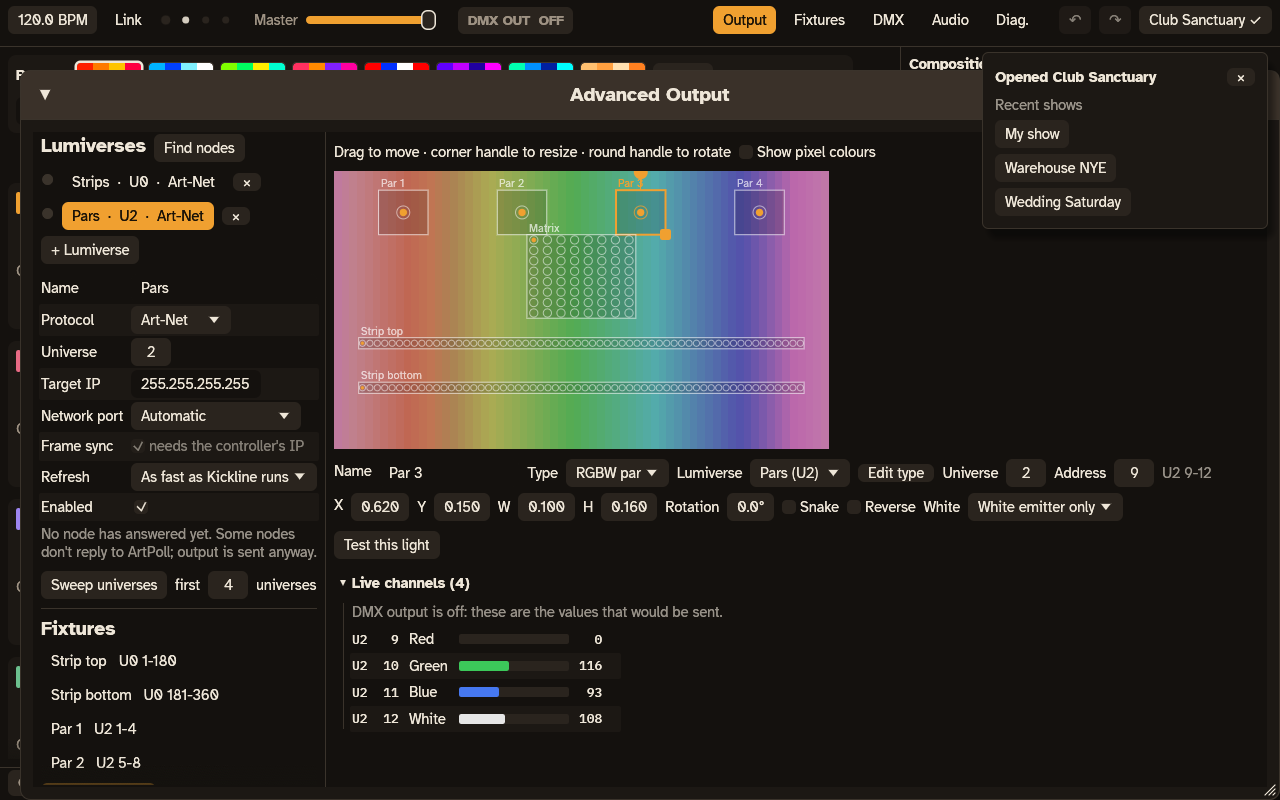 120.0 BPM Link Master DMX OUT OFF Output Fixtures DMX Audio Diag. ↶ ↷ Club Sanctuary ✓
Opened Club Sanctuary ×
Recent shows
My show
Warehouse NYE
Wedding Saturday
▼ Advanced Output
Lumiverses Find nodes
Strips · U0 · Art-Net ×
Pars · U2 · Art-Net ×
+ Lumiverse
Name Pars
Protocol Art-Net
Universe 2
Target IP 255.255.255.255
Network port Automatic
Frame sync ✓ needs the controller's IP
Refresh As fast as Kickline runs
Enabled ✓
No node has answered yet. Some nodes
don't reply to ArtPoll; output is sent anyway.
Sweep universes first 4 universes
Fixtures
Strip top U0 1-180
Strip bottom U0 181-360
Par 1 U2 1-4
Par 2 U2 5-8
Drag to move · corner handle to resize · round handle to rotate Show pixel colours
Par 1 Par 2 Par 3 Par 4
Matrix
Strip top
Strip bottom
Name Par 3 Type RGBW par Lumiverse Pars (U2) Edit type Universe 2 Address 9 U2 9-12
X 0.620 Y 0.150 W 0.100 H 0.160 Rotation 0.0° Snake Reverse White White emitter only
Test this light
Live channels (4)
DMX output is off: these are the values that would be sent.
U2 9 Red 0
U2 10 Green 116
U2 11 Blue 93
U2 12 White 108